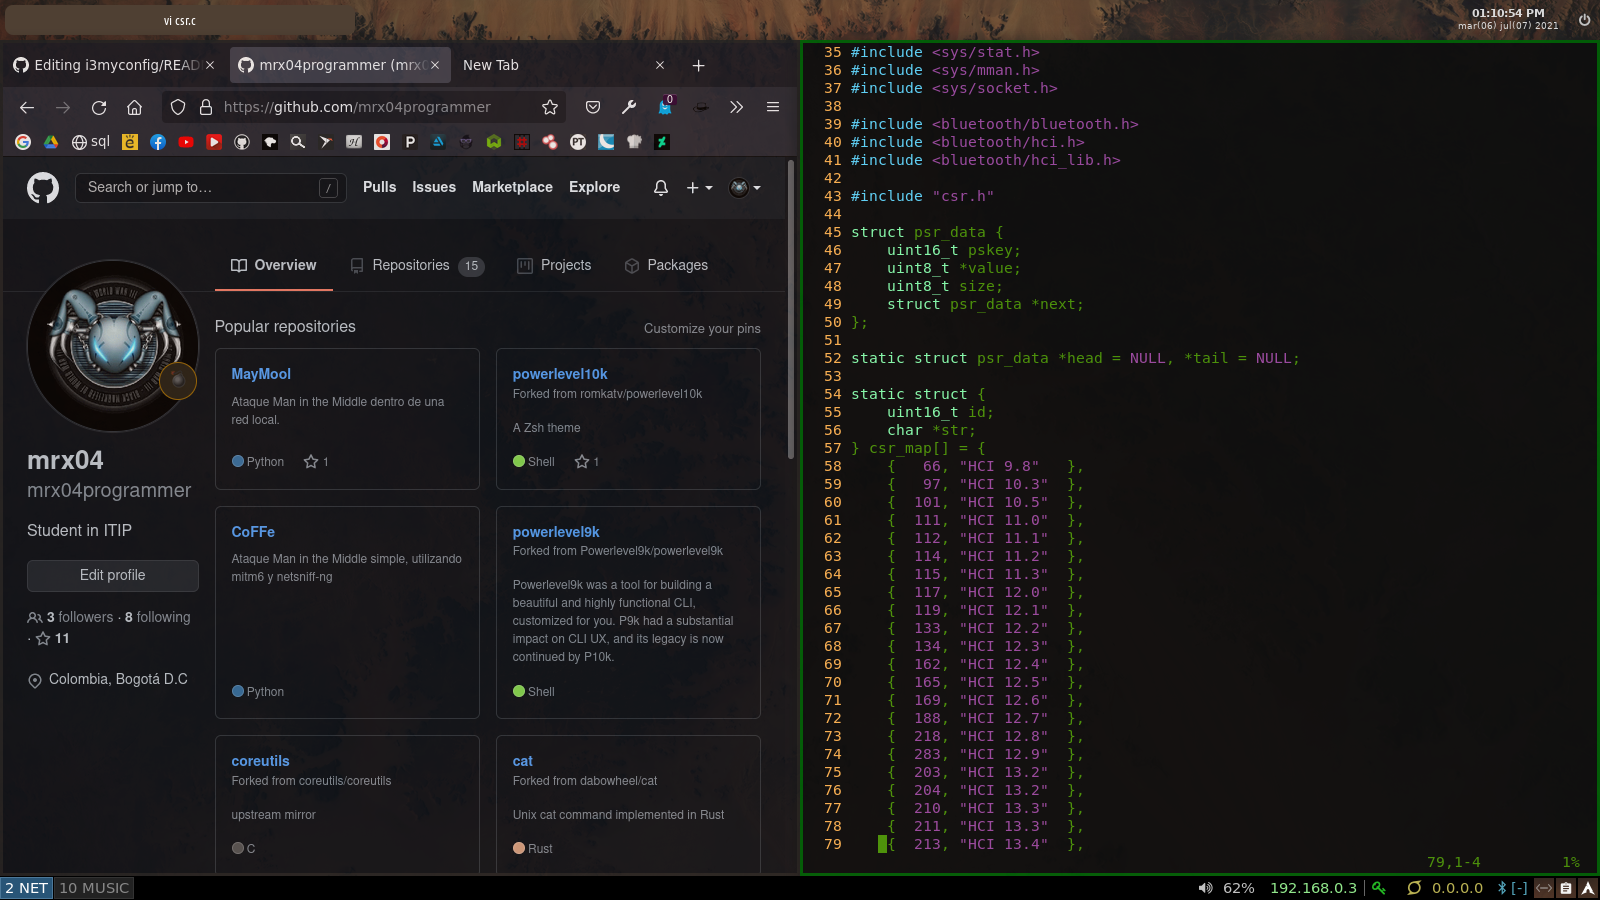 vi csr.c
01:10:54 PM
mar(06) jul(07) 2021
Editing i3myconfig/READ
mrx04programmer (mrx0
New Tab
https://github.com/mrx04programmer
0
sql
PT
Search or jump to…
/
Pulls
Issues
Marketplace
Explore
Overview
Repositories 15
Projects
Packages
mrx04
mrx04programmer
Student in ITIP
Edit profile
3 followers · 8 following
· 11
Colombia, Bogotá D.C
Popular repositories
Customize your pins
MayMool
Ataque Man in the Middle dentro de una
red local.
Python 1
powerlevel10k
Forked from romkatv/powerlevel10k
A Zsh theme
Shell 1
CoFFe
Ataque Man in the Middle simple, utilizando
mitm6 y netsniff-ng
Python
powerlevel9k
Forked from Powerlevel9k/powerlevel9k
Powerlevel9k was a tool for building a
beautiful and highly functional CLI,
customized for you. P9k had a substantial
impact on CLI UX, and its legacy is now
continued by P10k.
Shell
coreutils
Forked from coreutils/coreutils
upstream mirror
C
cat
Forked from dabowheel/cat
Unix cat command implemented in Rust
Rust
35 #include <sys/stat.h>
36 #include <sys/mman.h>
37 #include <sys/socket.h>
38
39 #include <bluetooth/bluetooth.h>
40 #include <bluetooth/hci.h>
41 #include <bluetooth/hci_lib.h>
42
43 #include "csr.h"
44
45 struct psr_data {
46 uint16_t pskey;
47 uint8_t *value;
48 uint8_t size;
49 struct psr_data *next;
50 };
51
52 static struct psr_data *head = NULL, *tail = NULL;
53
54 static struct {
55 uint16_t id;
56 char *str;
57 } csr_map[] = {
58 { 66, "HCI 9.8" },
59 { 97, "HCI 10.3" },
60 { 101, "HCI 10.5" },
61 { 111, "HCI 11.0" },
62 { 112, "HCI 11.1" },
63 { 114, "HCI 11.2" },
64 { 115, "HCI 11.3" },
65 { 117, "HCI 12.0" },
66 { 119, "HCI 12.1" },
67 { 133, "HCI 12.2" },
68 { 134, "HCI 12.3" },
69 { 162, "HCI 12.4" },
70 { 165, "HCI 12.5" },
71 { 169, "HCI 12.6" },
72 { 188, "HCI 12.7" },
73 { 218, "HCI 12.8" },
74 { 283, "HCI 12.9" },
75 { 203, "HCI 13.2" },
76 { 204, "HCI 13.2" },
77 { 210, "HCI 13.3" },
78 { 211, "HCI 13.3" },
79 { 213, "HCI 13.4" },
79,1-4 1%
2 NET 10 MUSIC
62% 192.168.0.3 0.0.0.0 [-]